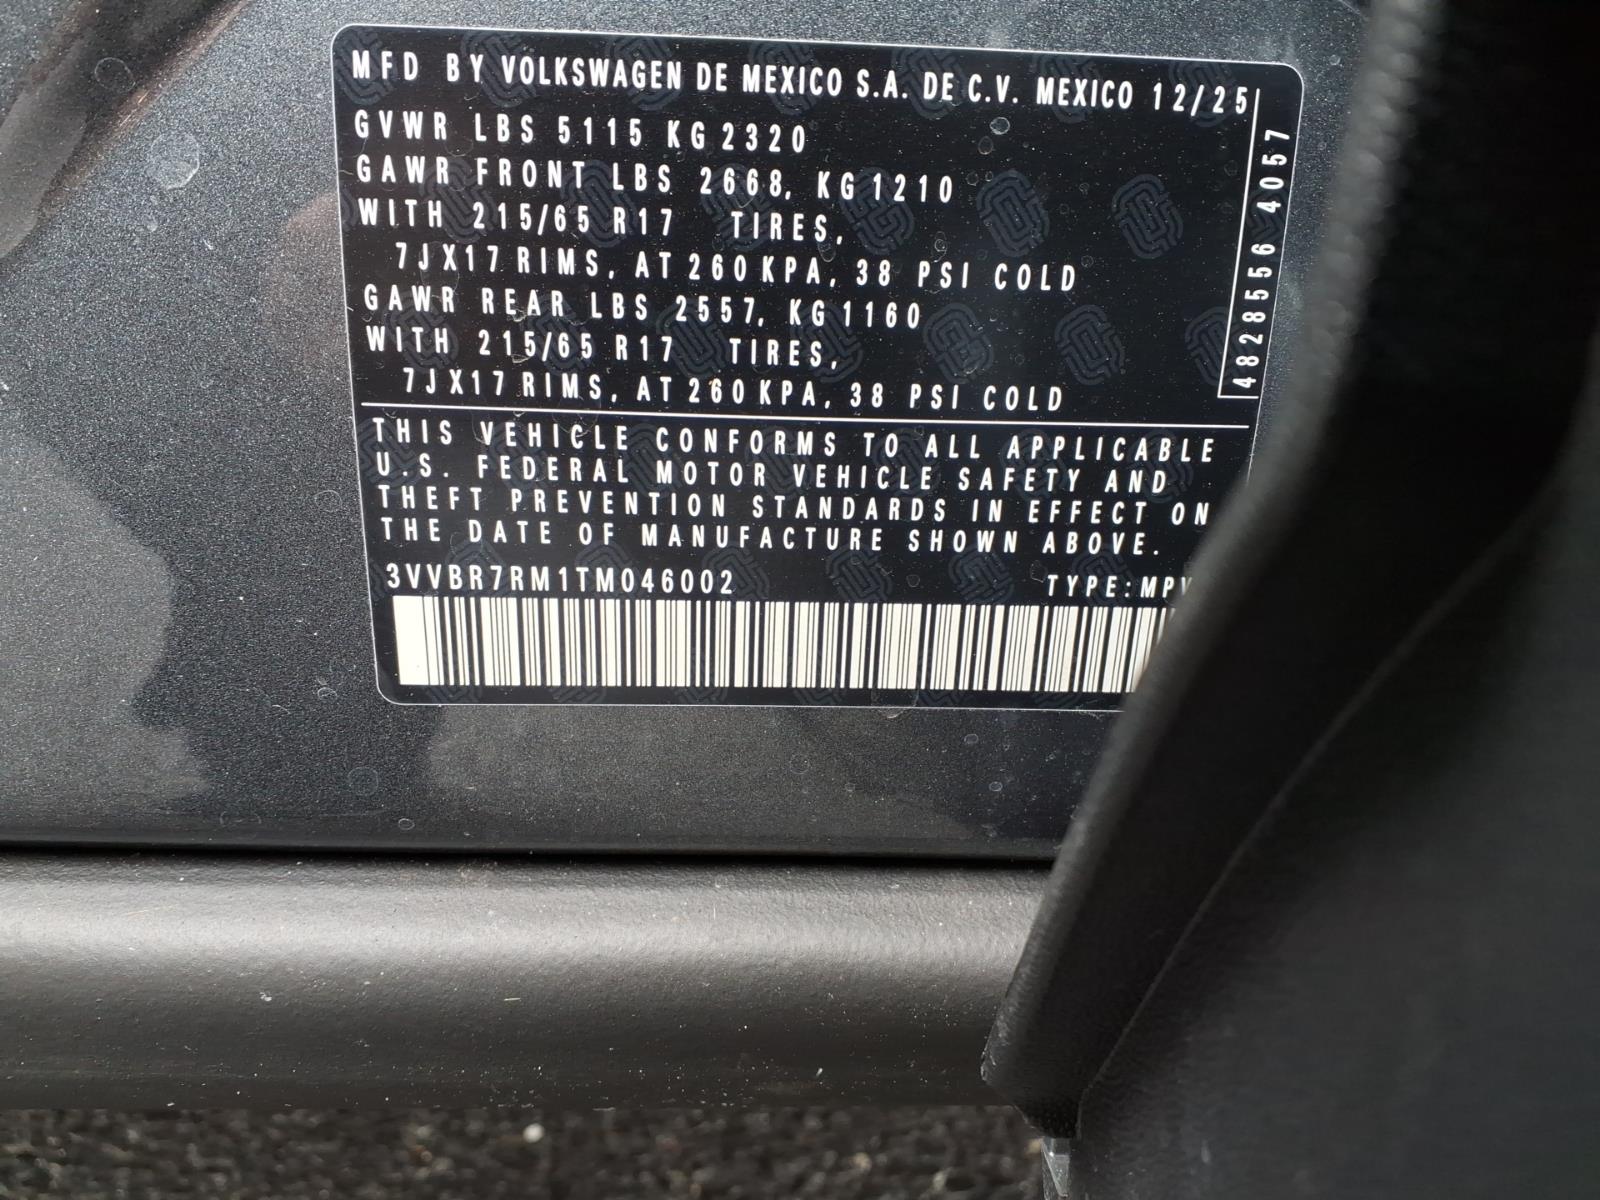 MFD BY VOLKSWAGEN DE MEXICO S.A. DE C.V. MEXICO 12/25
GVWR LBS 5115 KG 2320
GAWR FRONT LBS 2668, KG 1210
WITH 215/65 R17 TIRES,
7JX17 RIMS, AT 260 KPA, 38 PSI COLD
GAWR REAR LBS 2557, KG 1160
WITH 215/65 R17 TIRES,
7JX17 RIMS, AT 260 KPA, 38 PSI COLD
4828556 4057
THIS VEHICLE CONFORMS TO ALL APPLICABLE
U.S. FEDERAL MOTOR VEHICLE SAFETY AND
THEFT PREVENTION STANDARDS IN EFFECT ON
THE DATE OF MANUFACTURE SHOWN ABOVE.
3VVBR7RM1TM046002 TYPE:MPV